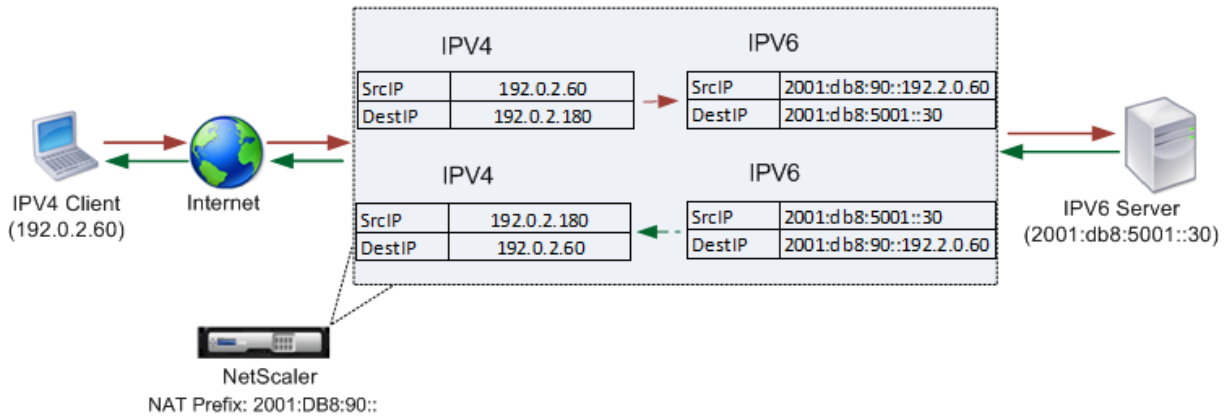 IPV4 IPV6
SrcIP 192.0.2.60 SrcIP 2001:db8:90::192.2.0.60
DestIP 192.0.2.180 DestIP 2001:db8:5001::30
IPV4 IPV6
SrcIP 192.0.2.180 SrcIP 2001:db8:5001::30
DestIP 192.0.2.60 DestIP 2001:db8:90::192.2.0.60
IPV4 Client
(192.0.2.60)
Internet
IPV6 Server
(2001:db8:5001::30)
NetScaler
NAT Prefix: 2001:DB8:90::